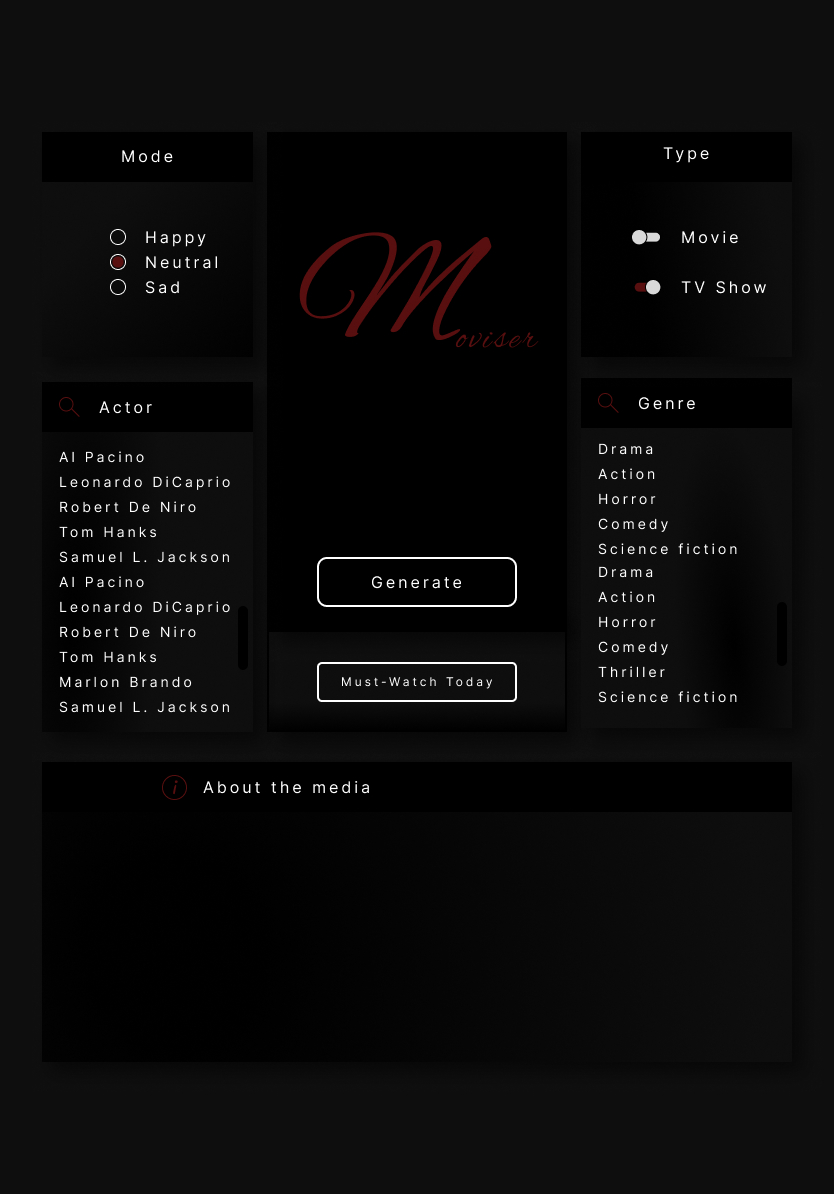 Mode
Happy
Neutral
Sad
Actor
Al Pacino
Leonardo DiCaprio
Robert De Niro
Tom Hanks
Samuel L. Jackson
Al Pacino
Leonardo DiCaprio
Robert De Niro
Tom Hanks
Marlon Brando
Samuel L. Jackson
Moviser
Generate
Must-Watch Today
Type
Movie
TV Show
Genre
Drama
Action
Horror
Comedy
Science fiction
Drama
Action
Horror
Comedy
Thriller
Science fiction
i About the media